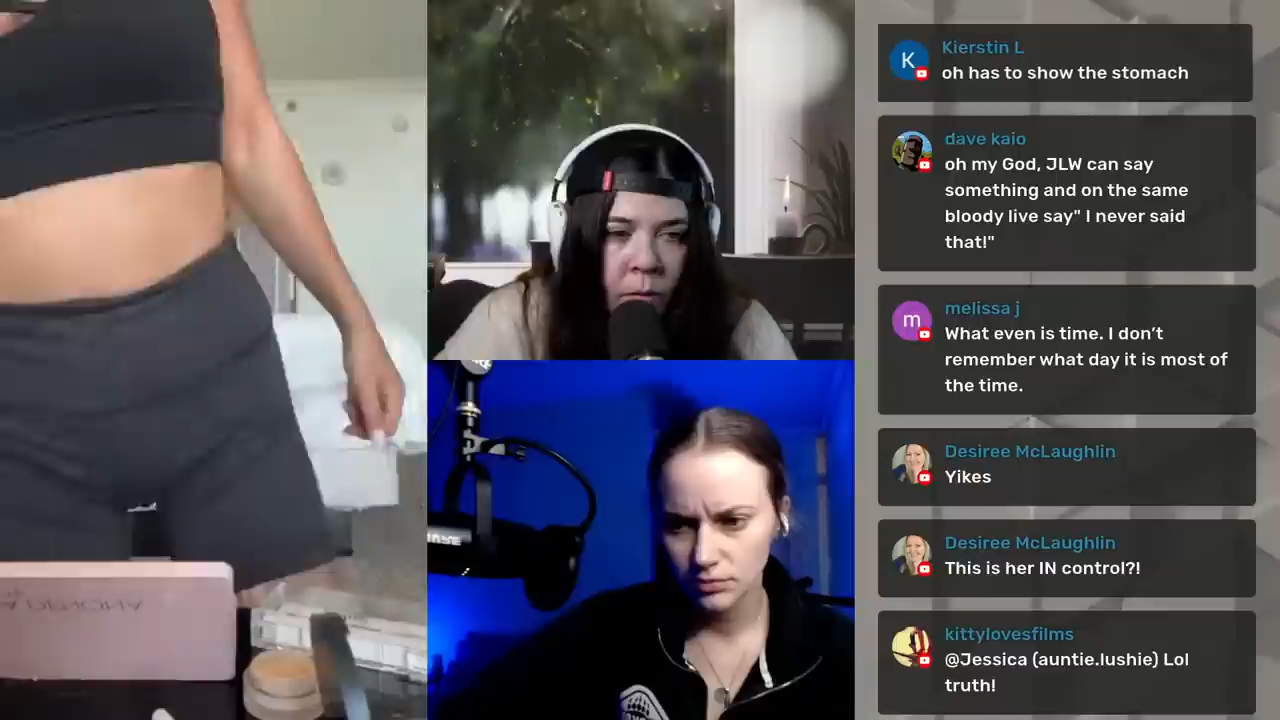 K
Kierstin L
oh has to show the stomach
dave kaio
oh my God, JLW can say
something and on the same
bloody live say" I never said
that!"
m
melissa j
What even is time. I don’t
remember what day it is most of
the time.
Desiree McLaughlin
Yikes
Desiree McLaughlin
This is her IN control?!
kittylovesfilms
@Jessica (auntie.lushie) Lol
truth!